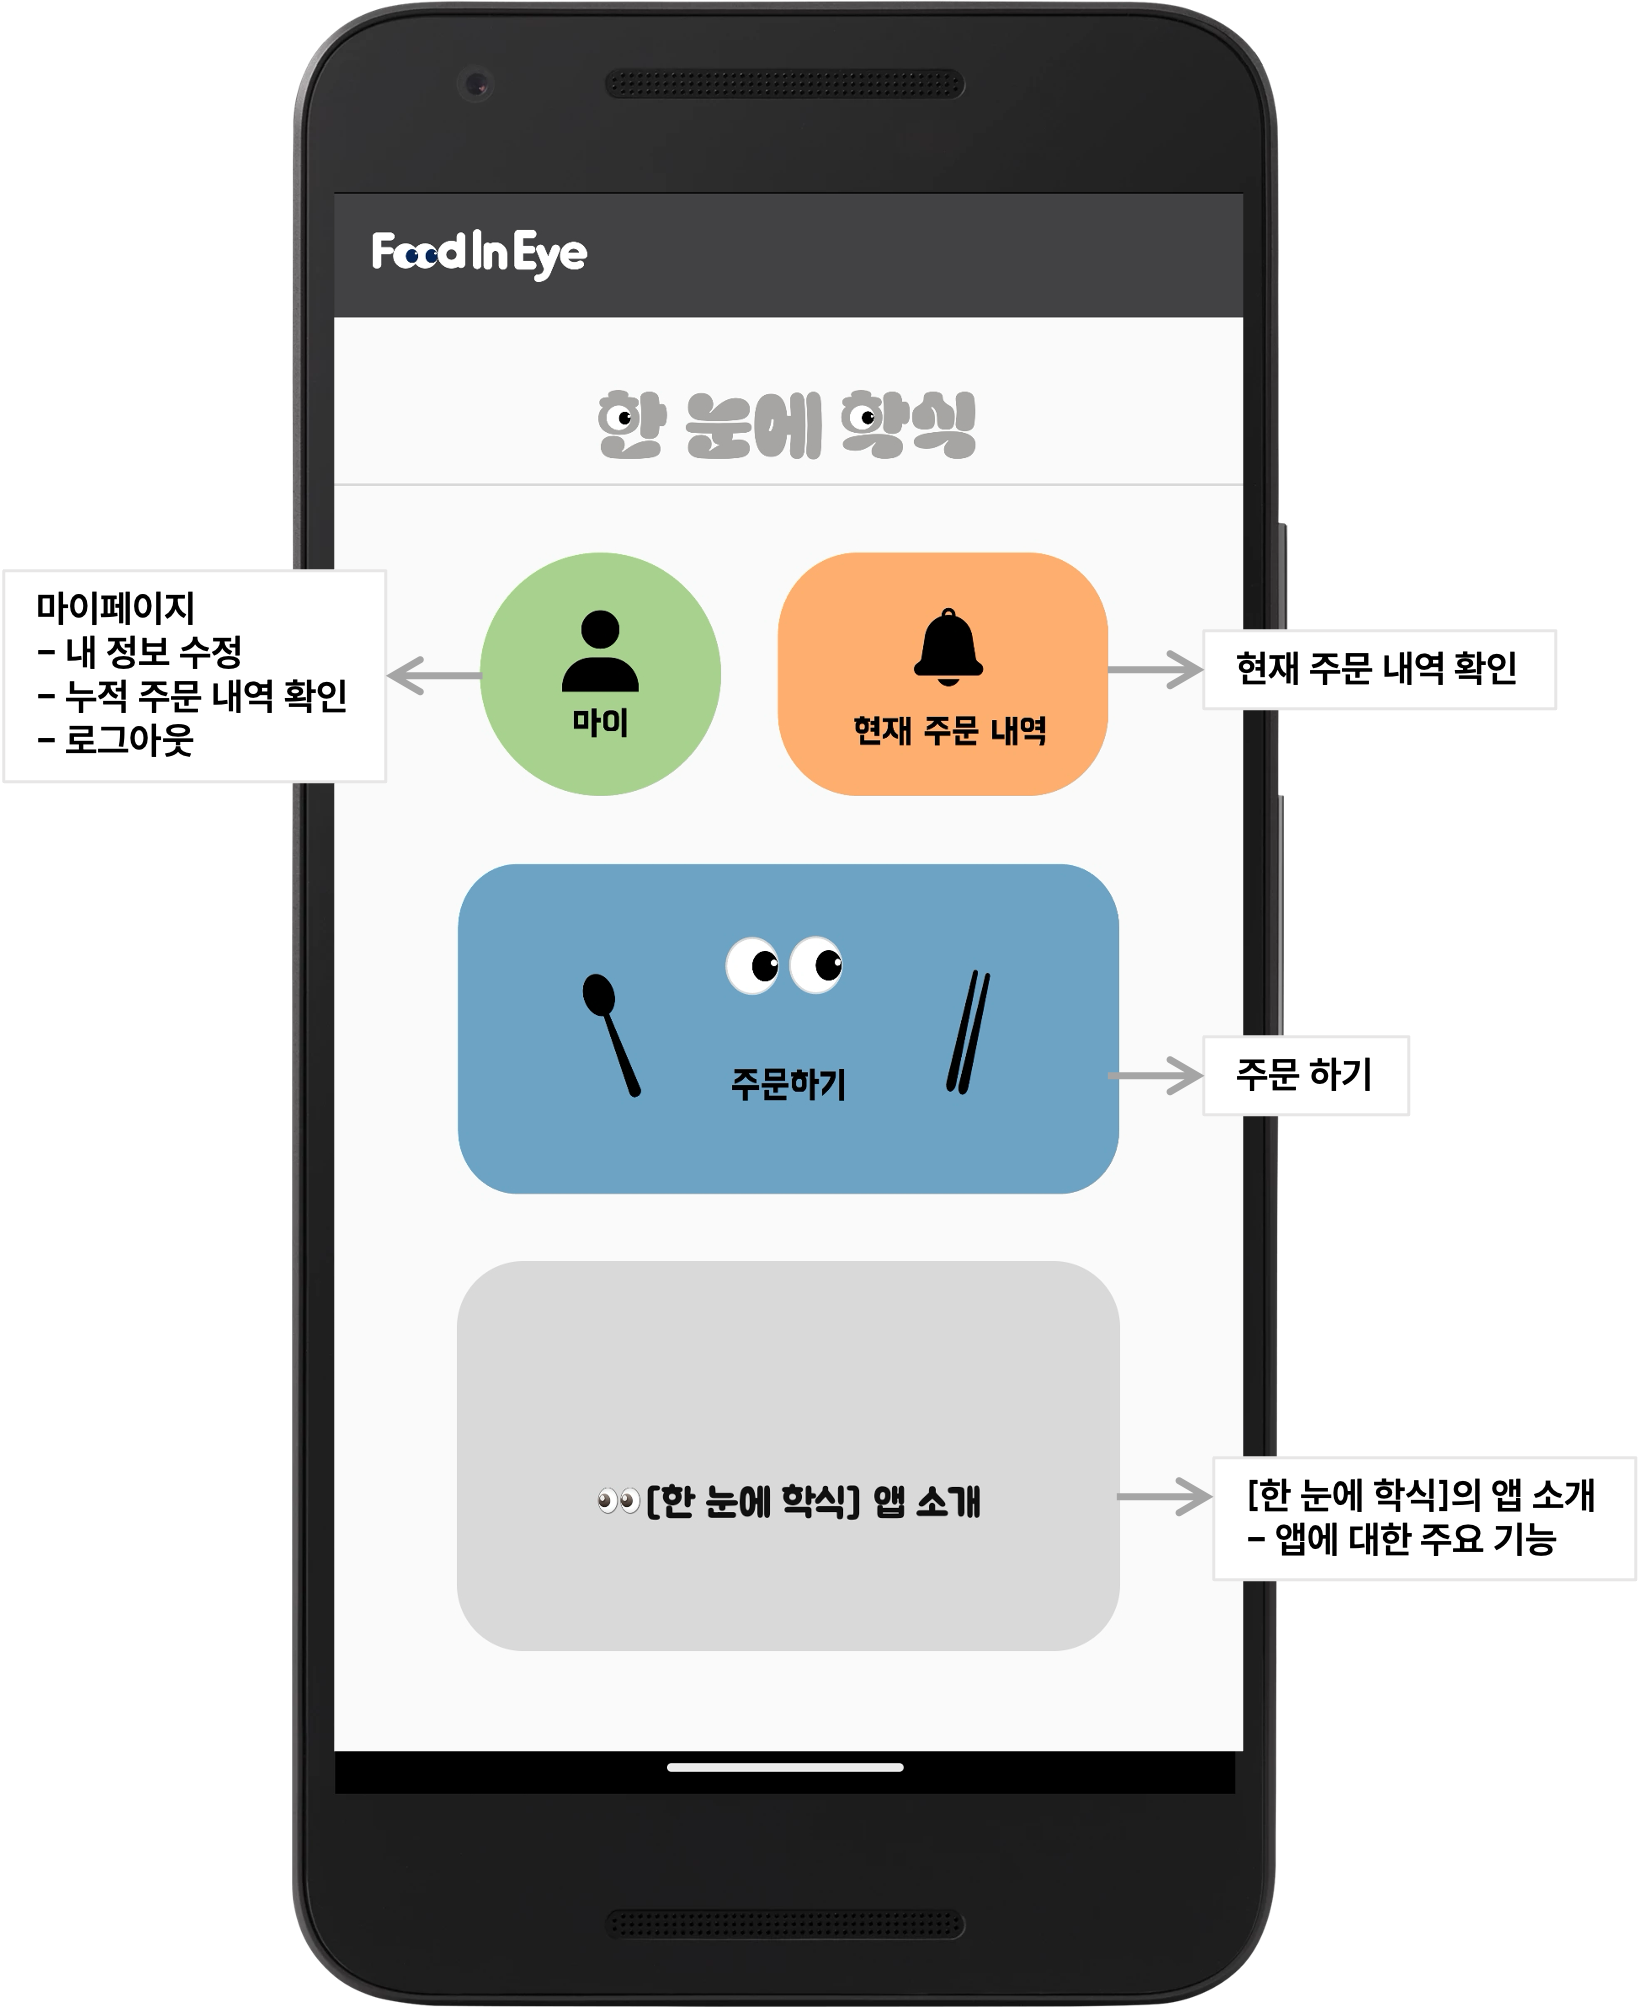 Food In Eye
한 눈에 학식
마이페이지
- 내 정보 수정
- 누적 주문 내역 확인
- 로그아웃
마이
현재 주문 내역
현재 주문 내역 확인
주문하기
주문 하기
👀[한 눈에 학식] 앱 소개
[한 눈에 학식]의 앱 소개
- 앱에 대한 주요 기능